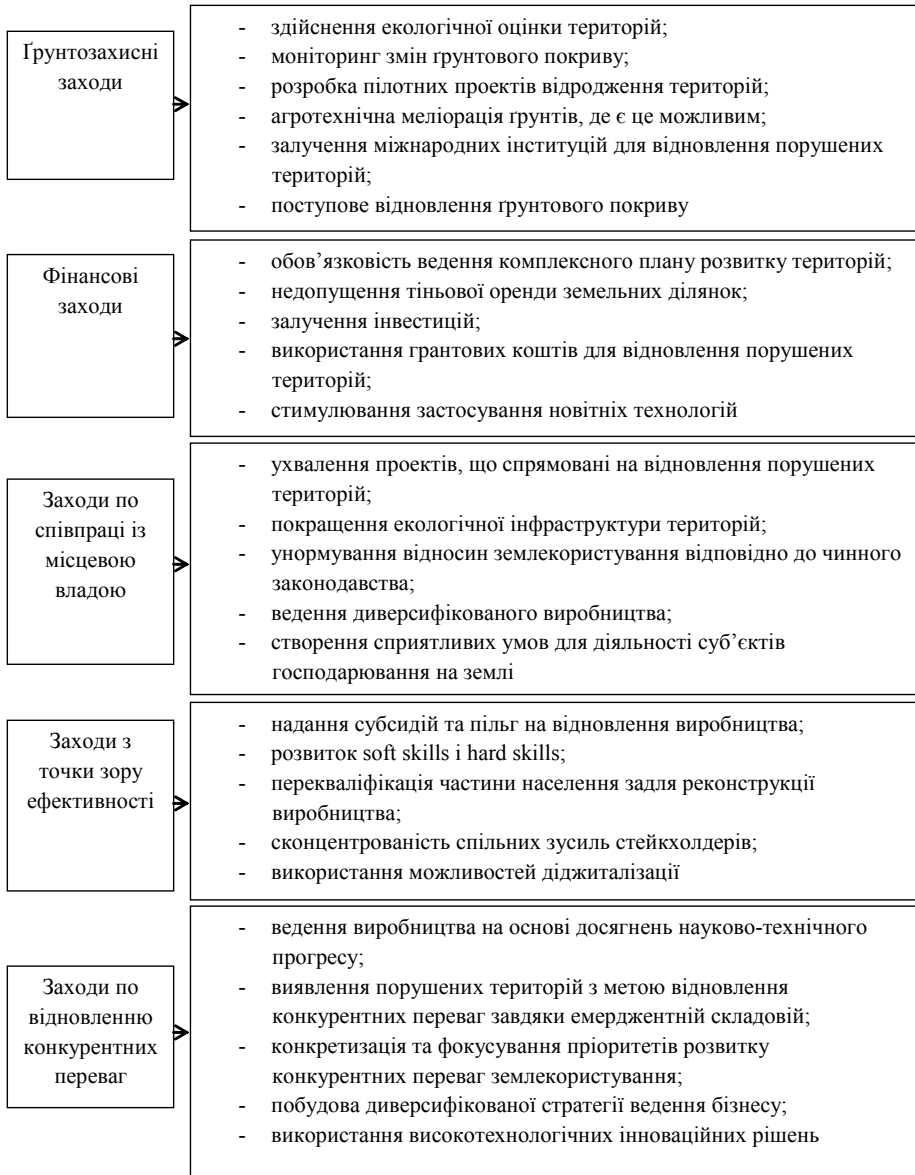 Ґрунтозахисні
заходи
- здійснення екологічної оцінки територій;
- моніторинг змін ґрунтового покриву;
- розробка пілотних проектів відродження територій;
- агротехнічна меліорація ґрунтів, де є це можливим;
- залучення міжнародних інституцій для відновлення порушених
територій;
- поступове відновлення ґрунтового покриву
Фінансові
заходи
- обов’язковість ведення комплексного плану розвитку територій;
- недопущення тіньової оренди земельних ділянок;
- залучення інвестицій;
- використання грантових коштів для відновлення порушених
територій;
- стимулювання застосування новітніх технологій
Заходи по
співпраці із
місцевою
владою
- ухвалення проектів, що спрямовані на відновлення порушених
територій;
- покращення екологічної інфраструктури територій;
- унормування відносин землекористування відповідно до чинного
законодавства;
- ведення диверсифікованого виробництва;
- створення сприятливих умов для діяльності суб’єктів
господарювання на землі
Заходи з
точки зору
ефективності
- надання субсидій та пільг на відновлення виробництва;
- розвиток soft skills і hard skills;
- перекваліфікація частини населення задля реконструкції
виробництва;
- сконцентрованість спільних зусиль стейкхолдерів;
- використання можливостей діджиталізації
Заходи по
відновленню
конкурентних
переваг
- ведення виробництва на основі досягнень науково-технічного
прогресу;
- виявлення порушених територій з метою відновлення
конкурентних переваг завдяки емерджентній складовій;
- конкретизація та фокусування пріоритетів розвитку
конкурентних переваг землекористування;
- побудова диверсифікованої стратегії ведення бізнесу;
- використання високотехнологічних інноваційних рішень